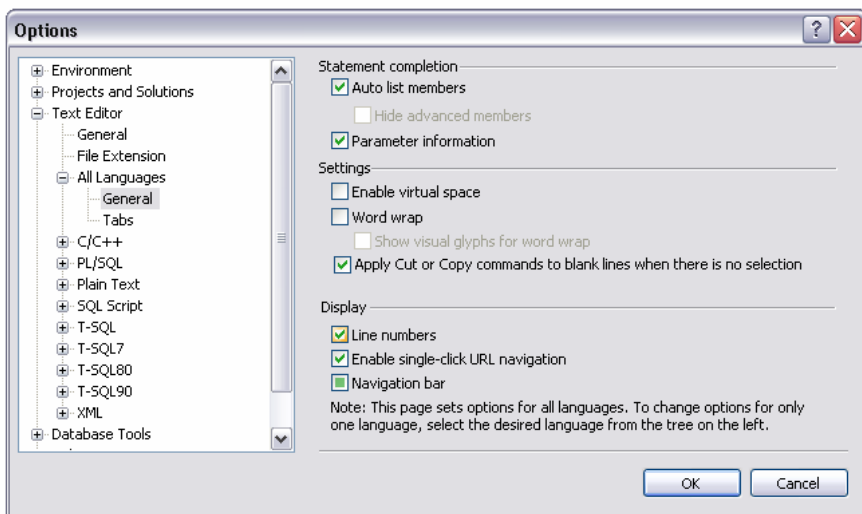 Options
Environment
Projects and Solutions
Text Editor
General
File Extension
All Languages
General
Tabs
C/C++
PL/SQL
Plain Text
SQL Script
T-SQL
T-SQL7
T-SQL80
T-SQL90
XML
Database Tools
Statement completion
Auto list members
Hide advanced members
Parameter information
Settings
Enable virtual space
Word wrap
Show visual glyphs for word wrap
Apply Cut or Copy commands to blank lines when there is no selection
Display
Line numbers
Enable single-click URL navigation
Navigation bar
Note: This page sets options for all languages. To change options for only
one language, select the desired language from the tree on the left.
OK
Cancel